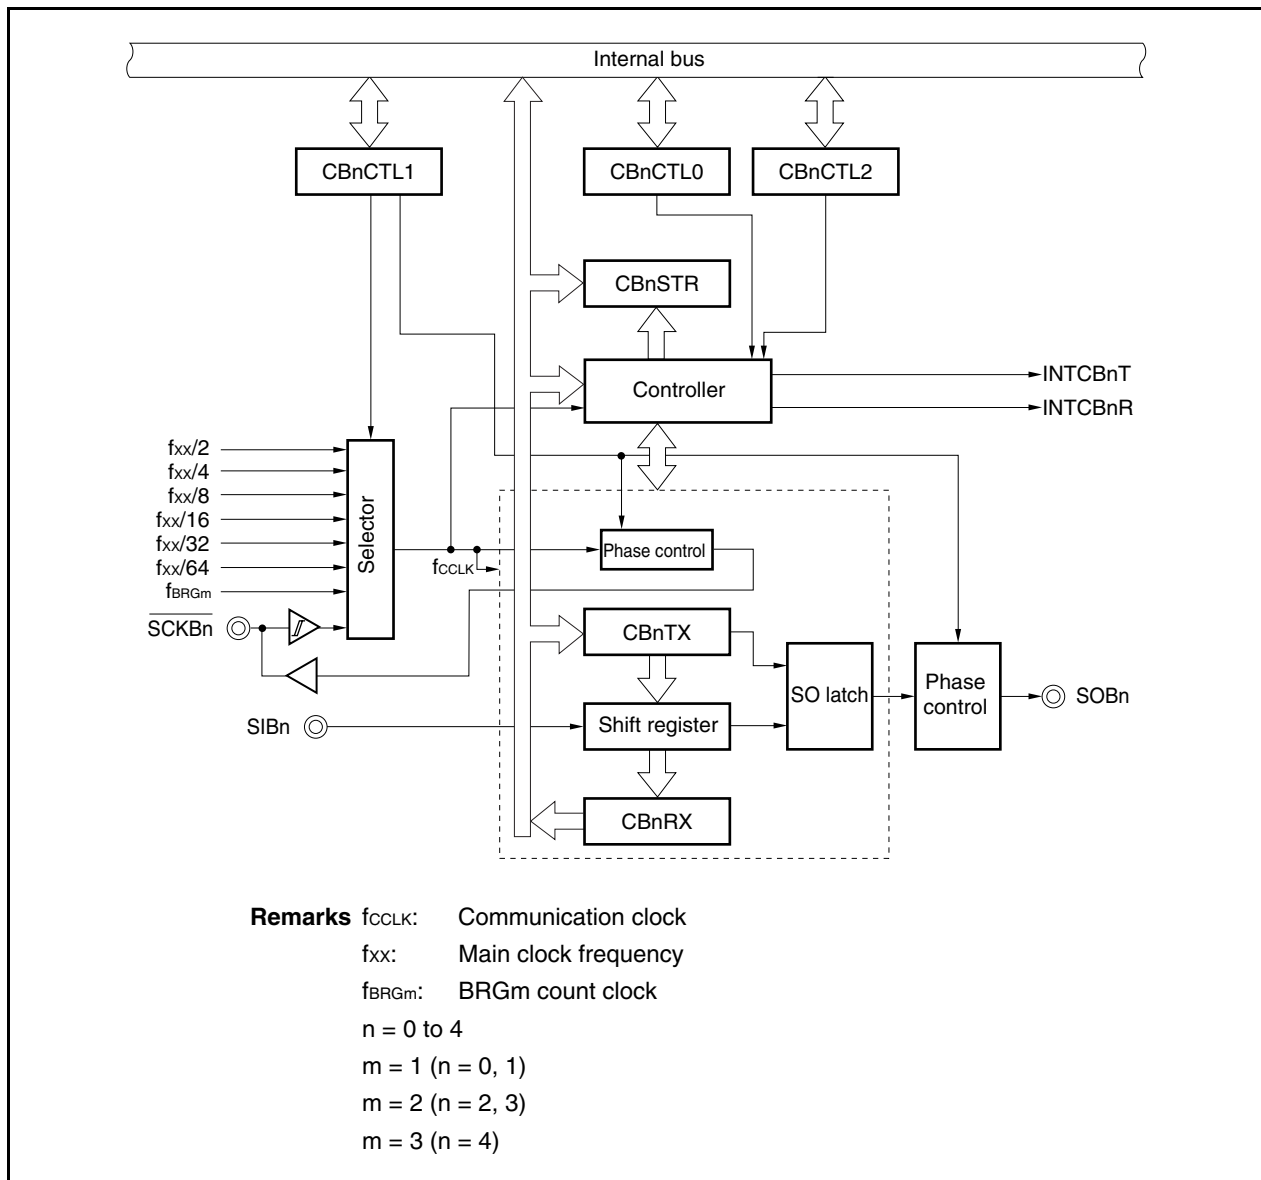 Internal bus
CBnCTL1
CBnCTL0
CBnCTL2
CBnSTR
Controller
INTCBnT
INTCBnR
fxx/2
fxx/4
fxx/8
fxx/16
fxx/32
fxx/64
fBRGm
SCKBn
Selector
fCCLK
Phase control
CBnTX
SO latch
Phase
control
SOBn
SIBn
Shift register
CBnRX
Remarks fCCLK: Communication clock
fxx: Main clock frequency
fBRGm: BRGm count clock
n = 0 to 4
m = 1 (n = 0, 1)
m = 2 (n = 2, 3)
m = 3 (n = 4)